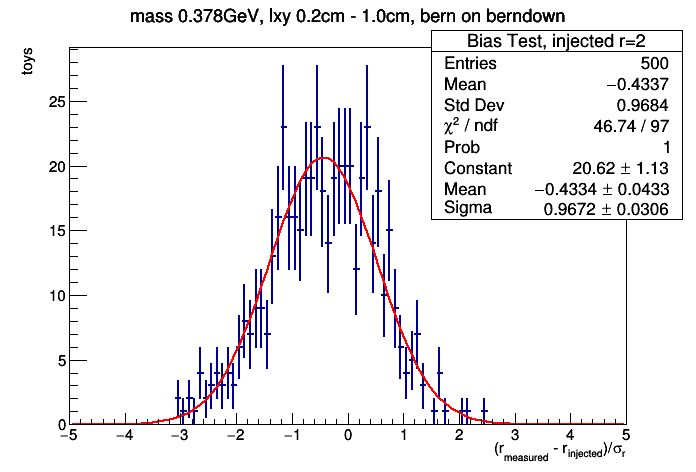 mass 0.378GeV, lxy 0.2cm - 1.0cm, bern on berndown
Bias Test, injected r=2
Entries 500
Mean −0.4337
Std Dev 0.9684
χ² / ndf 46.74 / 97
Prob 1
Constant 20.62 ± 1.13
Mean −0.4334 ± 0.0433
Sigma 0.9672 ± 0.0306
toys
25
20
15
10
5
0
−5 −4 −3 −2 −1 0 1 2 3 4 5
(r_measured - r_injected)/σ_r